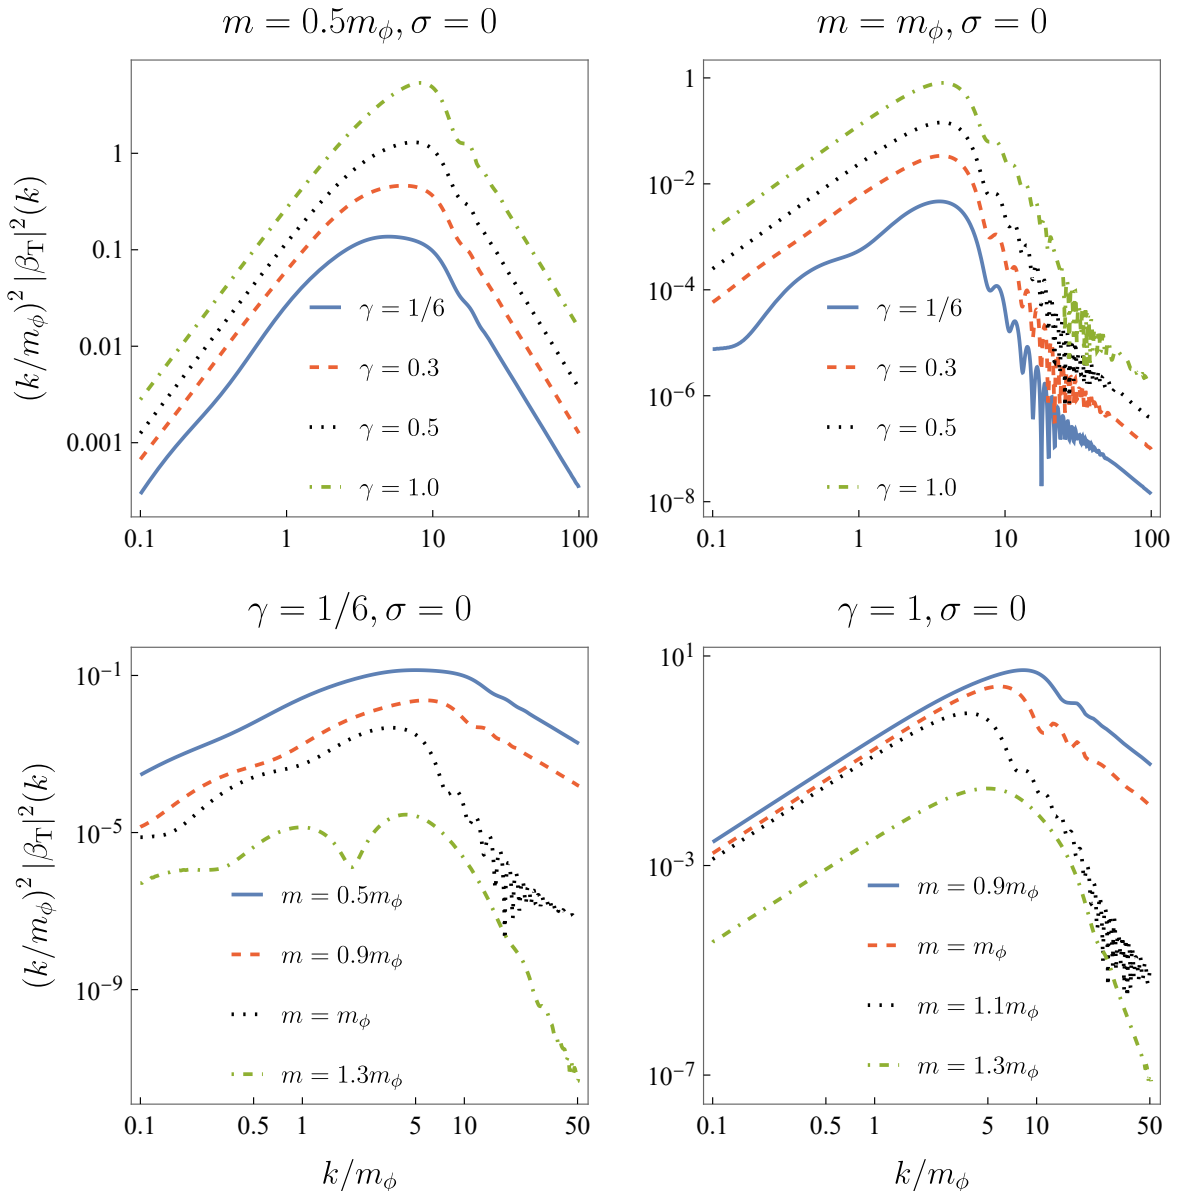 m = 0.5m_ϕ, σ = 0
(k/m_ϕ)² |β_T|²(k)
1
0.1
0.01
0.001
γ = 1/6
γ = 0.3
γ = 0.5
γ = 1.0
0.1 1 10 100
m = m_ϕ, σ = 0
1
10⁻²
10⁻⁴
10⁻⁶
10⁻⁸
γ = 1/6
γ = 0.3
γ = 0.5
γ = 1.0
0.1 1 10 100
γ = 1/6, σ = 0
(k/m_ϕ)² |β_T|²(k)
10⁻¹
10⁻⁵
10⁻⁹
m = 0.5m_ϕ
m = 0.9m_ϕ
m = m_ϕ
m = 1.3m_ϕ
0.1 0.5 1 5 10 50
k/m_ϕ
γ = 1, σ = 0
10¹
10⁻³
10⁻⁷
m = 0.9m_ϕ
m = m_ϕ
m = 1.1m_ϕ
m = 1.3m_ϕ
0.1 0.5 1 5 10 50
k/m_ϕ